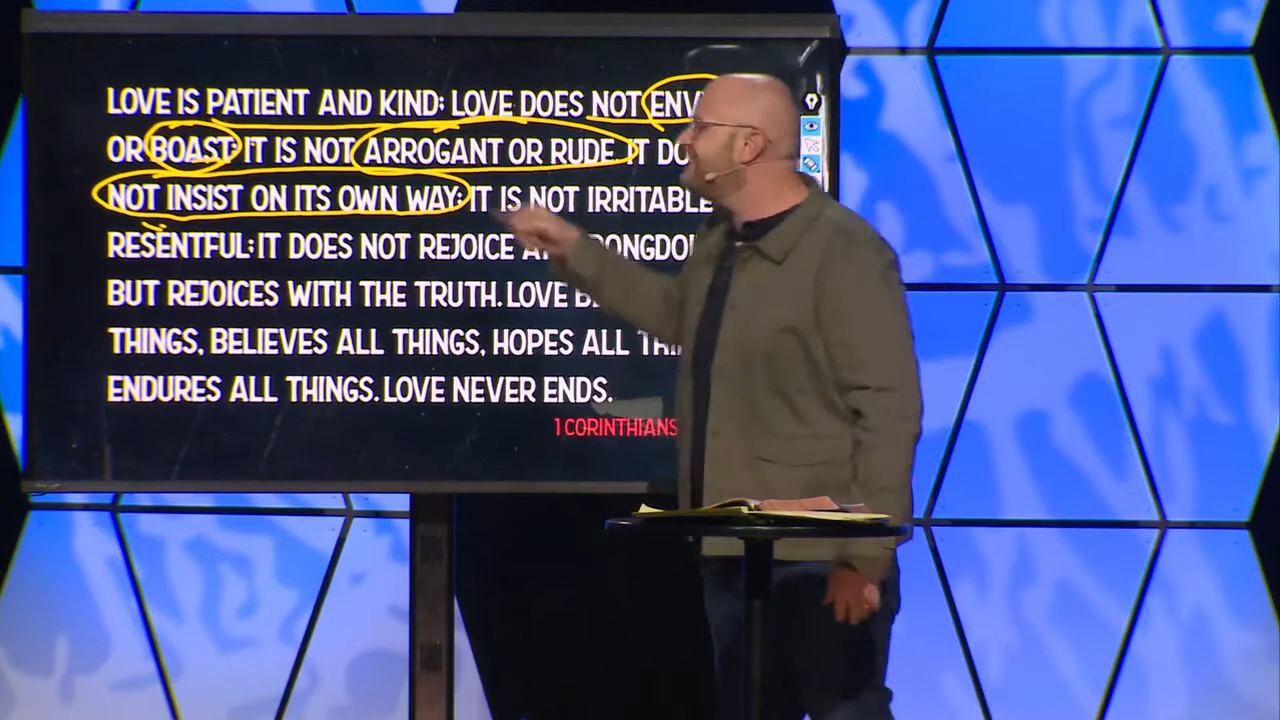 LOVE IS PATIENT AND KIND; LOVE DOES NOT
OR BOAST; IT IS NOT ARROGANT OR RUDE. IT
NOT INSIST ON ITS OWN WAY; IT IS NOT IRRITABLE
RESENTFUL; IT DOES NOT REJOICE
BUT REJOICES WITH THE TRUTH. LOVE
THINGS, BELIEVES ALL THINGS, HOPES ALL
ENDURES ALL THINGS. LOVE NEVER ENDS.
1 CORINTHIANS